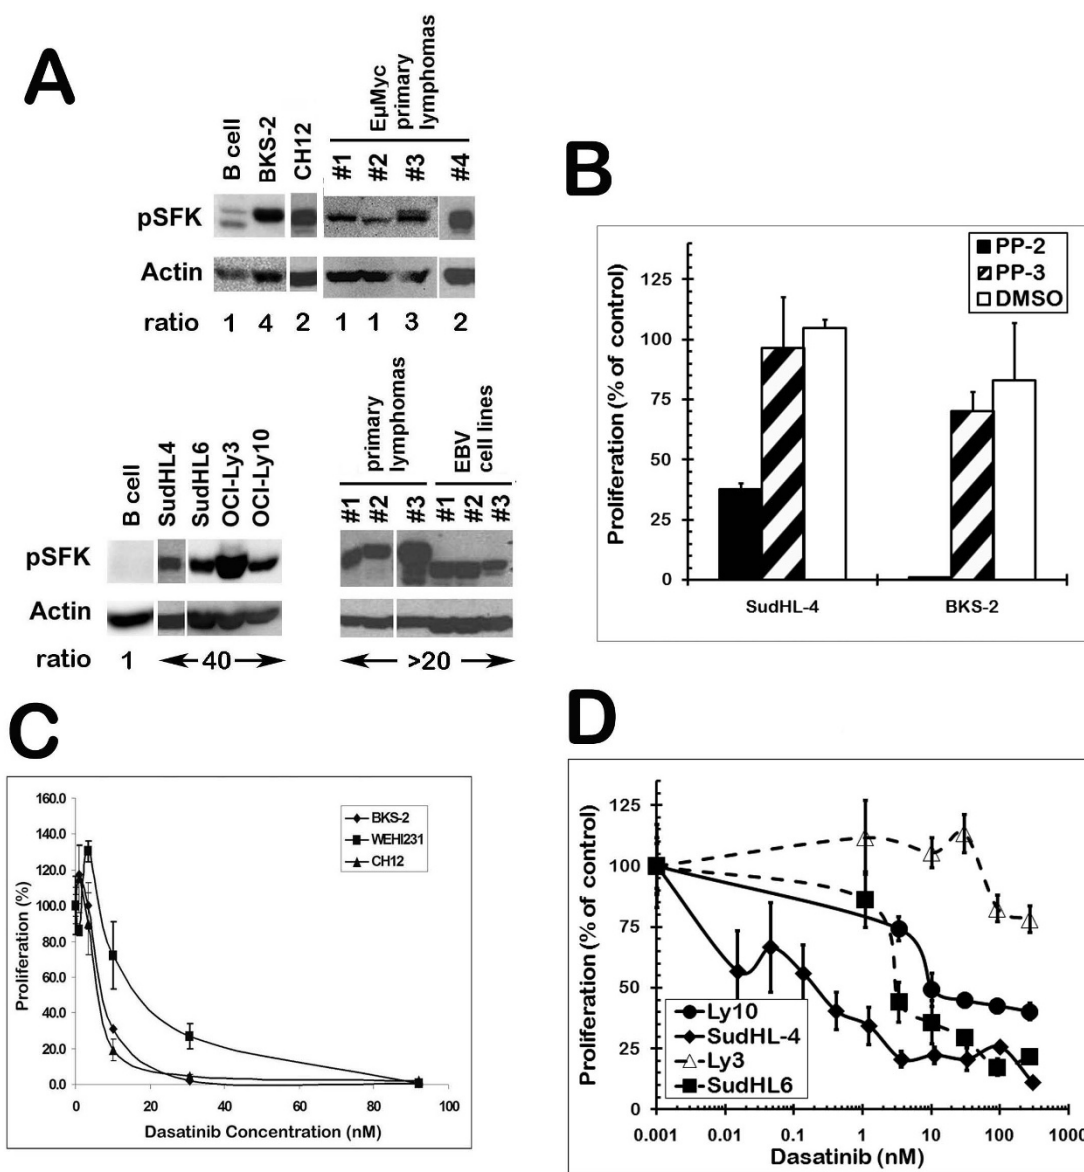 A
EµMyc
primary
lymphomas
B cell
BKS-2
CH12
#1
#2
#3
#4
pSFK
Actin
ratio 1 4 2 1 1 3 2
B cell
SudHL4
SudHL6
OCI-Ly3
OCI-Ly10
primary
lymphomas
EBV
cell lines
#1
#2
#3
#1
#2
#3
pSFK
Actin
ratio 1 40 >20
B
PP-2
PP-3
DMSO
Proliferation (% of control)
125
100
75
50
25
0
SudHL-4 BKS-2
C
160.0
140.0
120.0
100.0
80.0
60.0
40.0
20.0
0.0
Proliferation (%)
BKS-2
WEHI231
CH12
0 20 40 60 80 100
Dasatinib Concentration (nM)
D
Proliferation (% of control)
125
100
75
50
25
0
Ly10
SudHL-4
Ly3
SudHL6
0.001 0.01 0.1 1 10 100 1000
Dasatinib (nM)